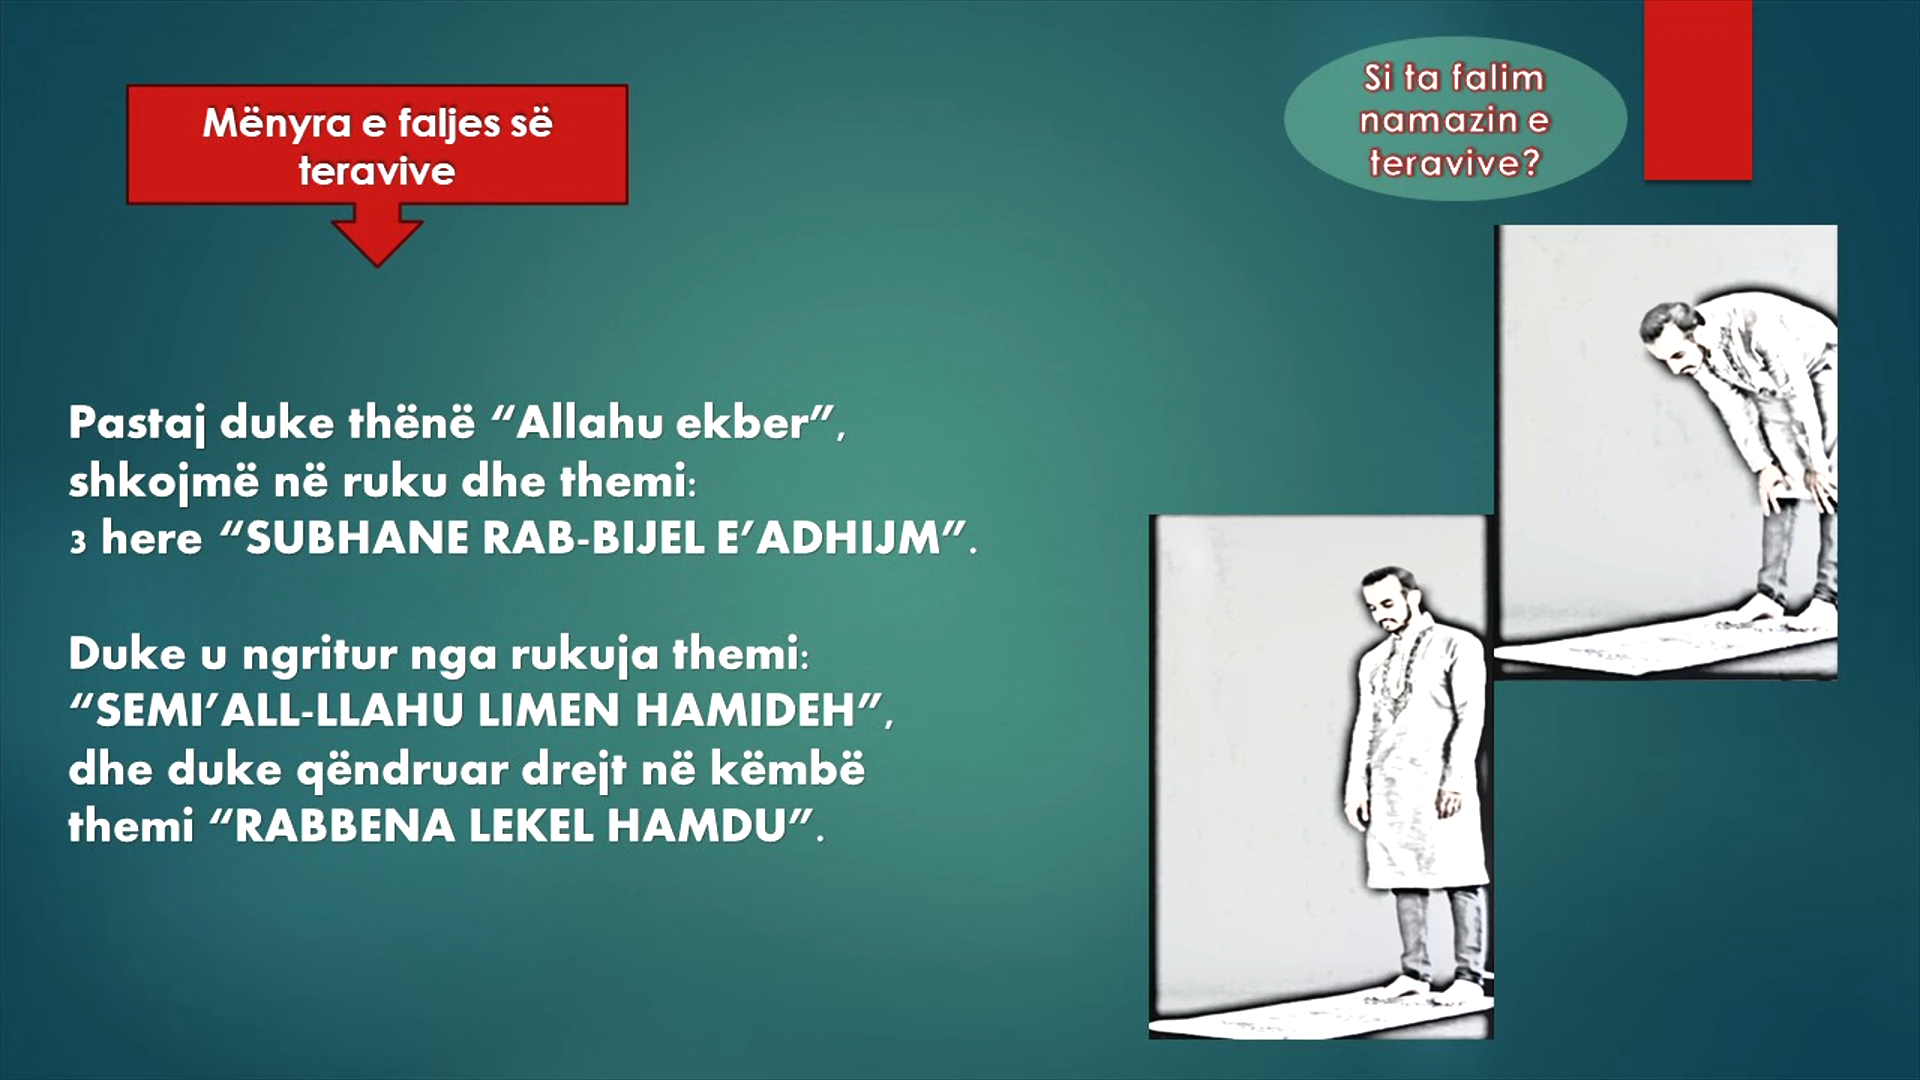 Mënyra e faljes së
teravive
Si ta falim
namazin e
teravive?
Pastaj duke thënë “Allahu ekber”,
shkojmë në ruku dhe themi:
3 here “SUBHANE RAB-BIJEL E’ADHIJM”.
Duke u ngritur nga rukuja themi:
“SEMI’ALL-LLAHU LIMEN HAMIDEH”,
dhe duke qëndruar drejt në këmbë
themi “RABBENA LEKEL HAMDU”.